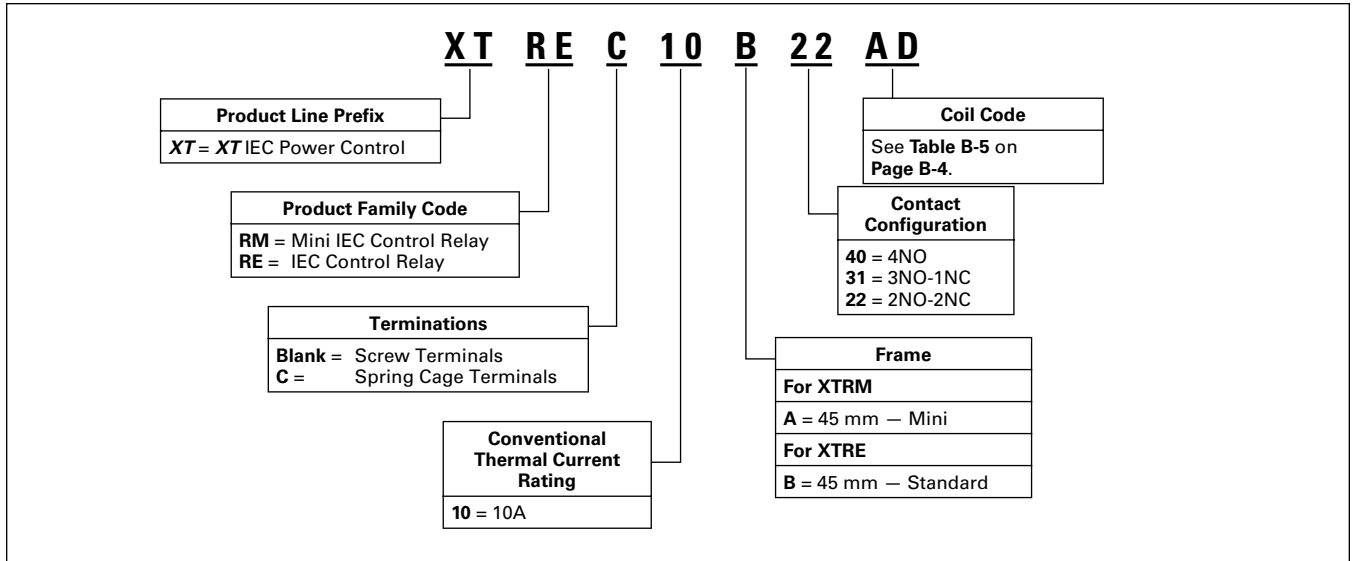 XT RE C 10 B 22 AD
Product Line Prefix
XT = XT IEC Power Control
Product Family Code
RM = Mini IEC Control Relay
RE = IEC Control Relay
Terminations
Blank = Screw Terminals
C = Spring Cage Terminals
Conventional
Thermal Current
Rating
10 = 10A
Coil Code
See Table B-5 on
Page B-4.
Contact
Configuration
40 = 4NO
31 = 3NO-1NC
22 = 2NO-2NC
Frame
For XTRM
A = 45 mm — Mini
For XTRE
B = 45 mm — Standard